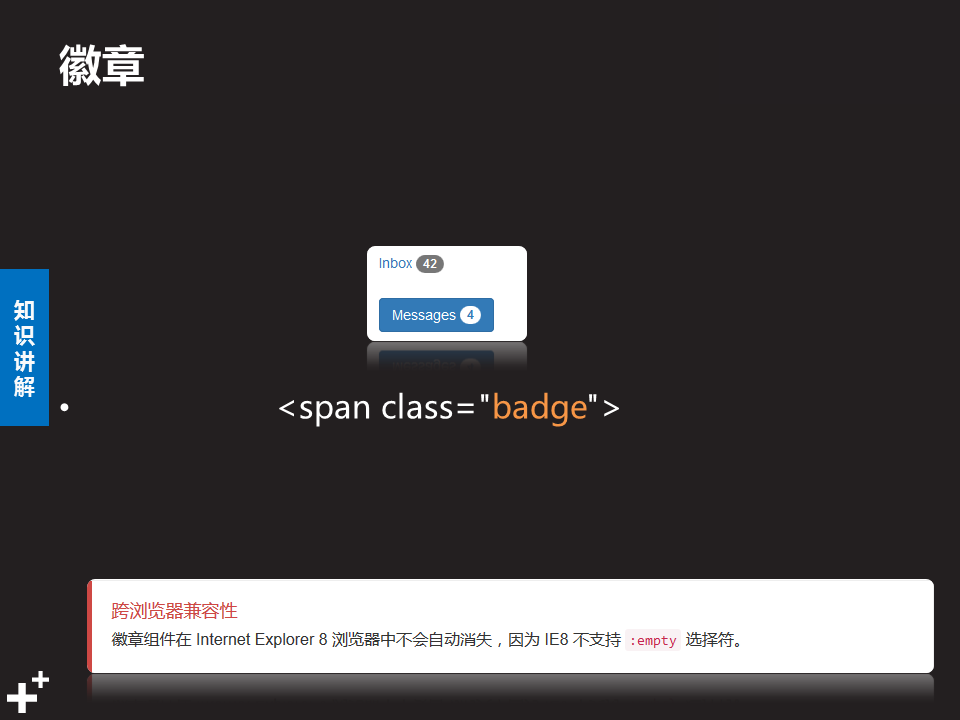 徽章
Inbox 42
Messages 4
知识讲解
• <span class="badge">
跨浏览器兼容性
徽章组件在 Internet Explorer 8 浏览器中不会自动消失，因为 IE8 不支持 :empty 选择符。